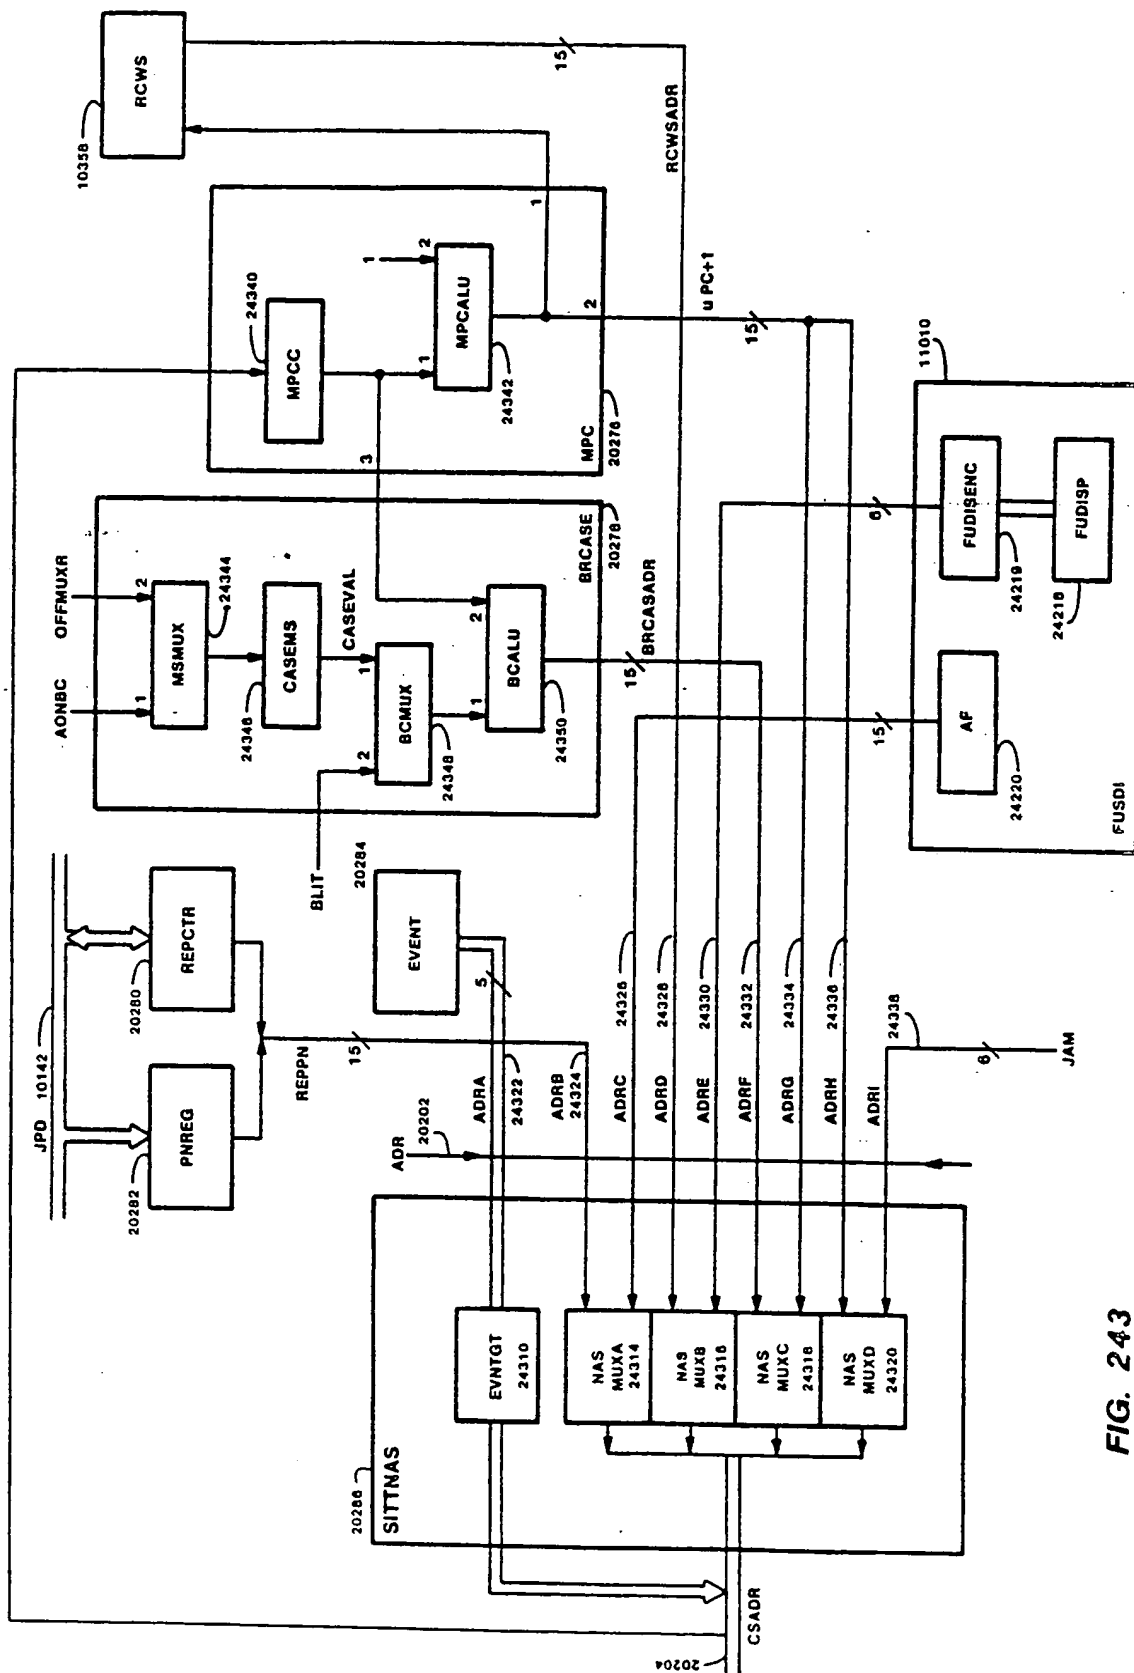 JPD 10142
20282
PNREG
20280
REPCTR
REPPN
15
AONBC
OFFMUXR
1
2
MSMUX
24344
24346
CASEMS
CASEVAL
1
2
BCMUX
24348
BLIT
1
2
BCALU
24350
BRCASE
20278
3
MPCC
24340
1
1
2
MPCALU
24342
1
2
MPC
20276
10358
RCWS
15
RCWSADR
u PC+1
15
20284
EVENT
5
ADRA
24322
ADR
20202
ADRB
24324
ADRC
24326
ADRD
24328
ADRE
24330
ADRF
24332
ADRG
24334
ADRH
24336
ADRI
24338
6
JAM
15
BRCASADR
15
6
11010
FUDISENC
24219
FUDISP
24218
AF
24220
FUSDI
20286
SITTNAS
EVNTGT
24310
NAS
MUXA
24314
NAS
MUXB
24316
NAS
MUXC
24318
NAS
MUXD
24320
CSADR
20204
FIG. 243